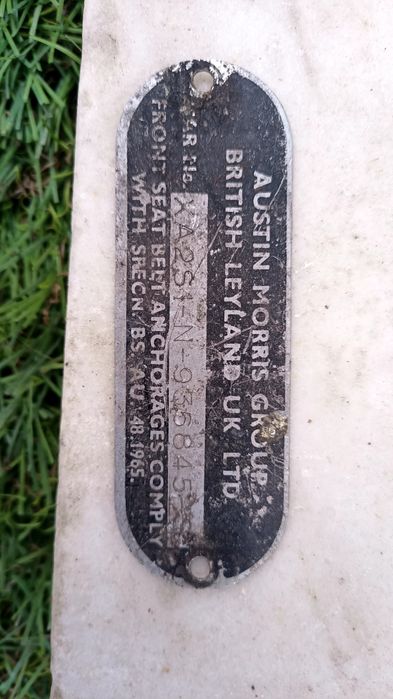 AUSTIN MORRIS GROUP
BRITISH LEYLAND UK LTD
CAR No. XA2S1-N-956845
FRONT SEAT BELT ANCHORAGES COMPLY
WITH SPECN. BS AU 48.1965.